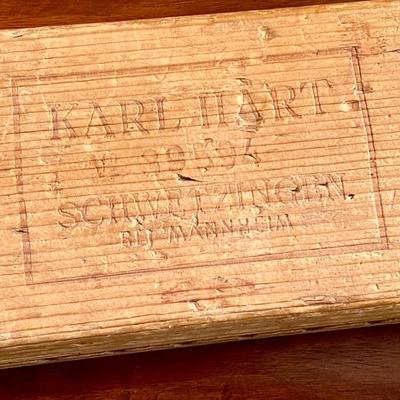 KARL HART
SCHWETZINGEN
BEI MANNHEIM